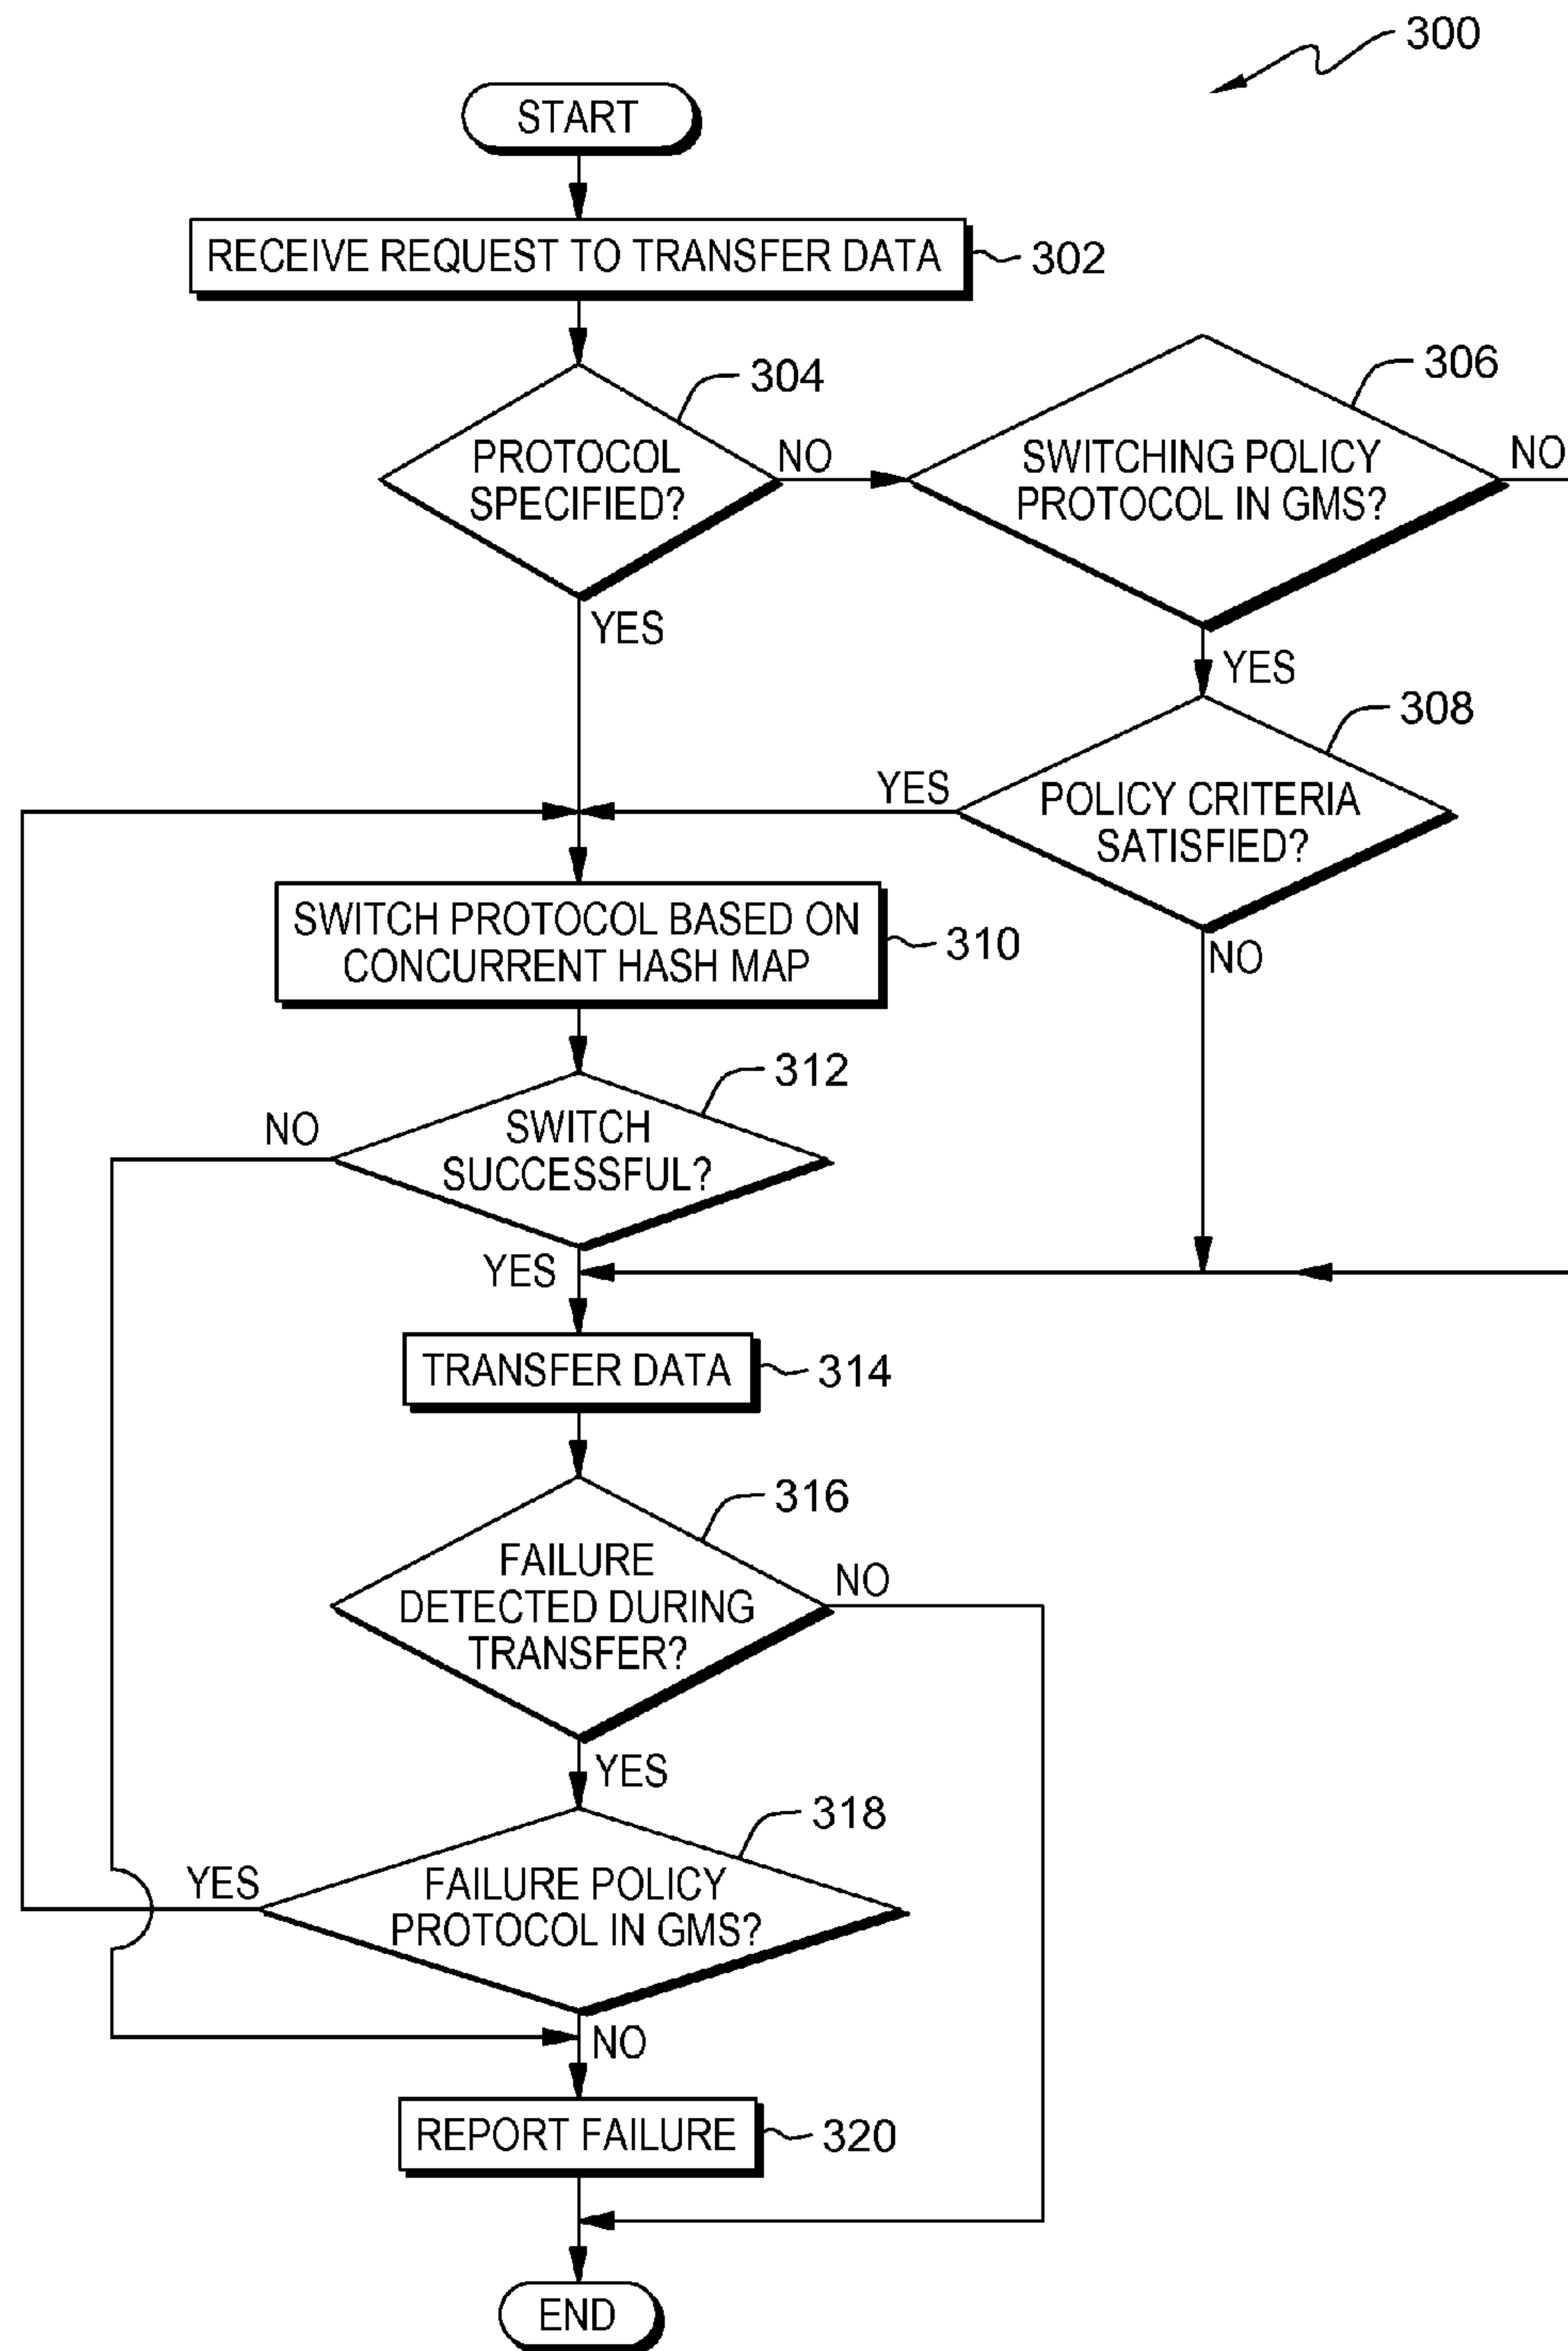 300
START
RECEIVE REQUEST TO TRANSFER DATA
302
304
PROTOCOL
SPECIFIED?
NO
306
SWITCHING POLICY
PROTOCOL IN GMS?
NO
YES
YES
308
POLICY CRITERIA
SATISFIED?
YES
NO
SWITCH PROTOCOL BASED ON
CONCURRENT HASH MAP
310
312
SWITCH
SUCCESSFUL?
NO
YES
TRANSFER DATA
314
316
FAILURE
DETECTED DURING
TRANSFER?
NO
YES
318
FAILURE POLICY
PROTOCOL IN GMS?
YES
NO
REPORT FAILURE
320
END